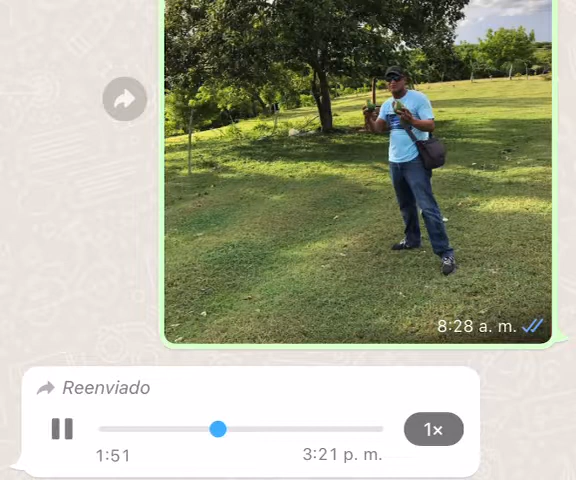 8:28 a. m.
Reenviado
1×
1:51
3:21 p. m.